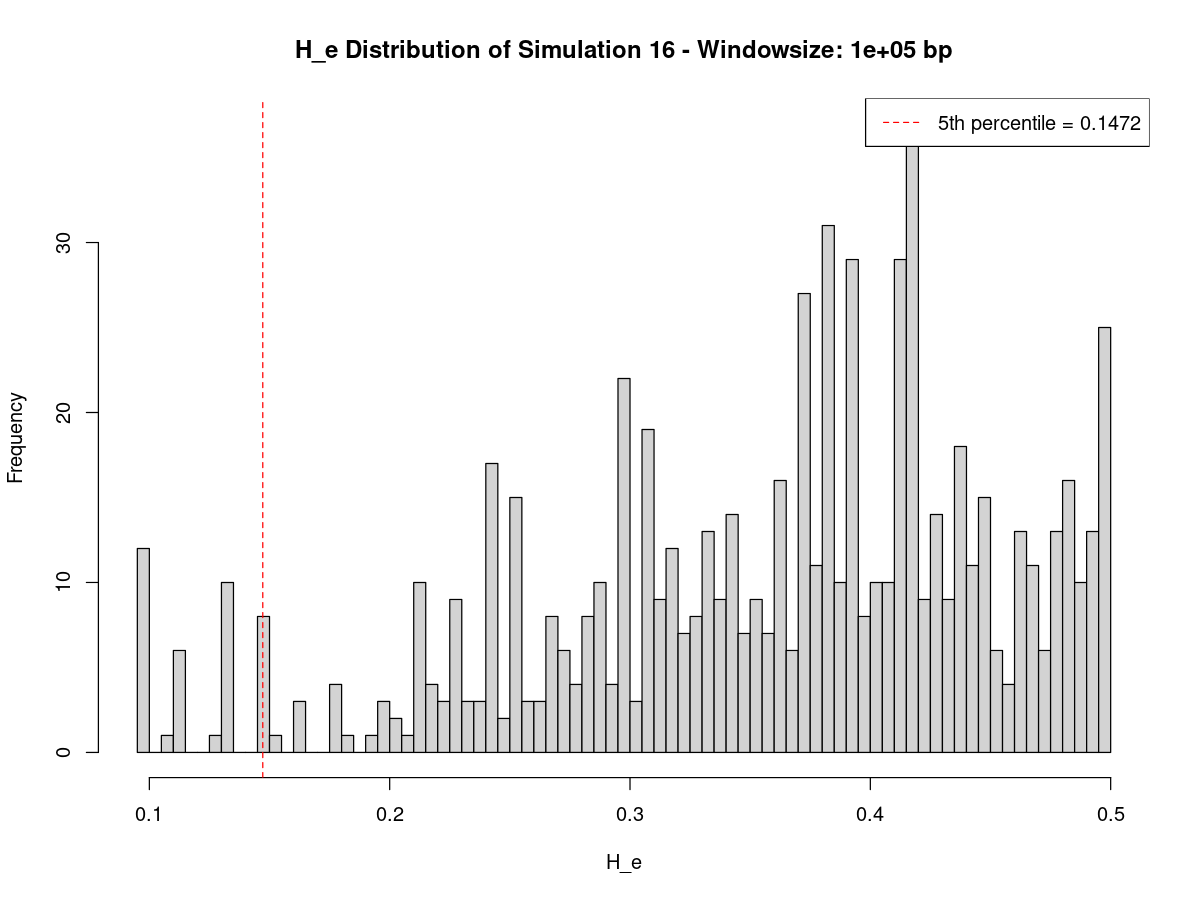 H_e Distribution of Simulation 16 - Windowsize: 1e+05 bp
5th percentile = 0.1472
Frequency
30
20
10
0
0.1 0.2 0.3 0.4 0.5
H_e